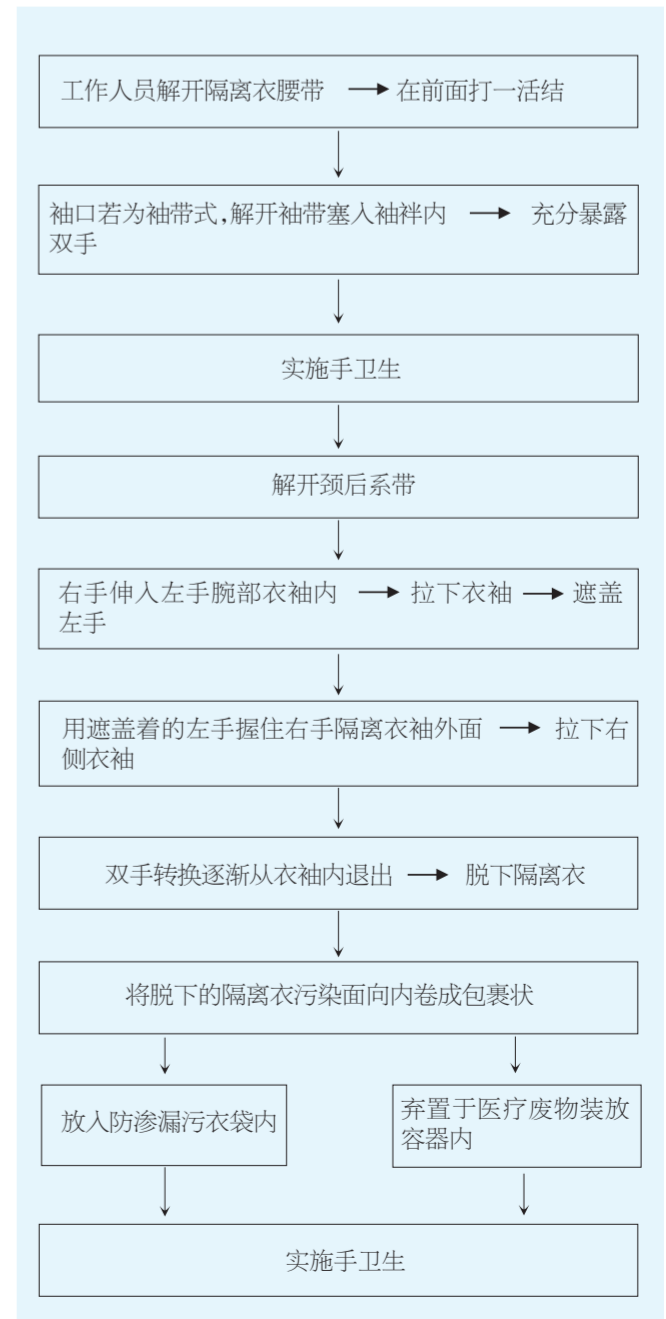 工作人员解开隔离衣腰带 → 在前面打一活结
袖口若为袖带式,解开袖带塞入袖袢内 → 充分暴露
双手
实施手卫生
解开颈后系带
右手伸入左手腕部衣袖内 → 拉下衣袖 → 遮盖
左手
用遮盖着的左手握住右手隔离衣袖外面 → 拉下右
侧衣袖
双手转换逐渐从衣袖内退出 → 脱下隔离衣
将脱下的隔离衣污染面向内卷成包裹状
放入防渗漏污衣袋内
弃置于医疗废物装放
容器内
实施手卫生